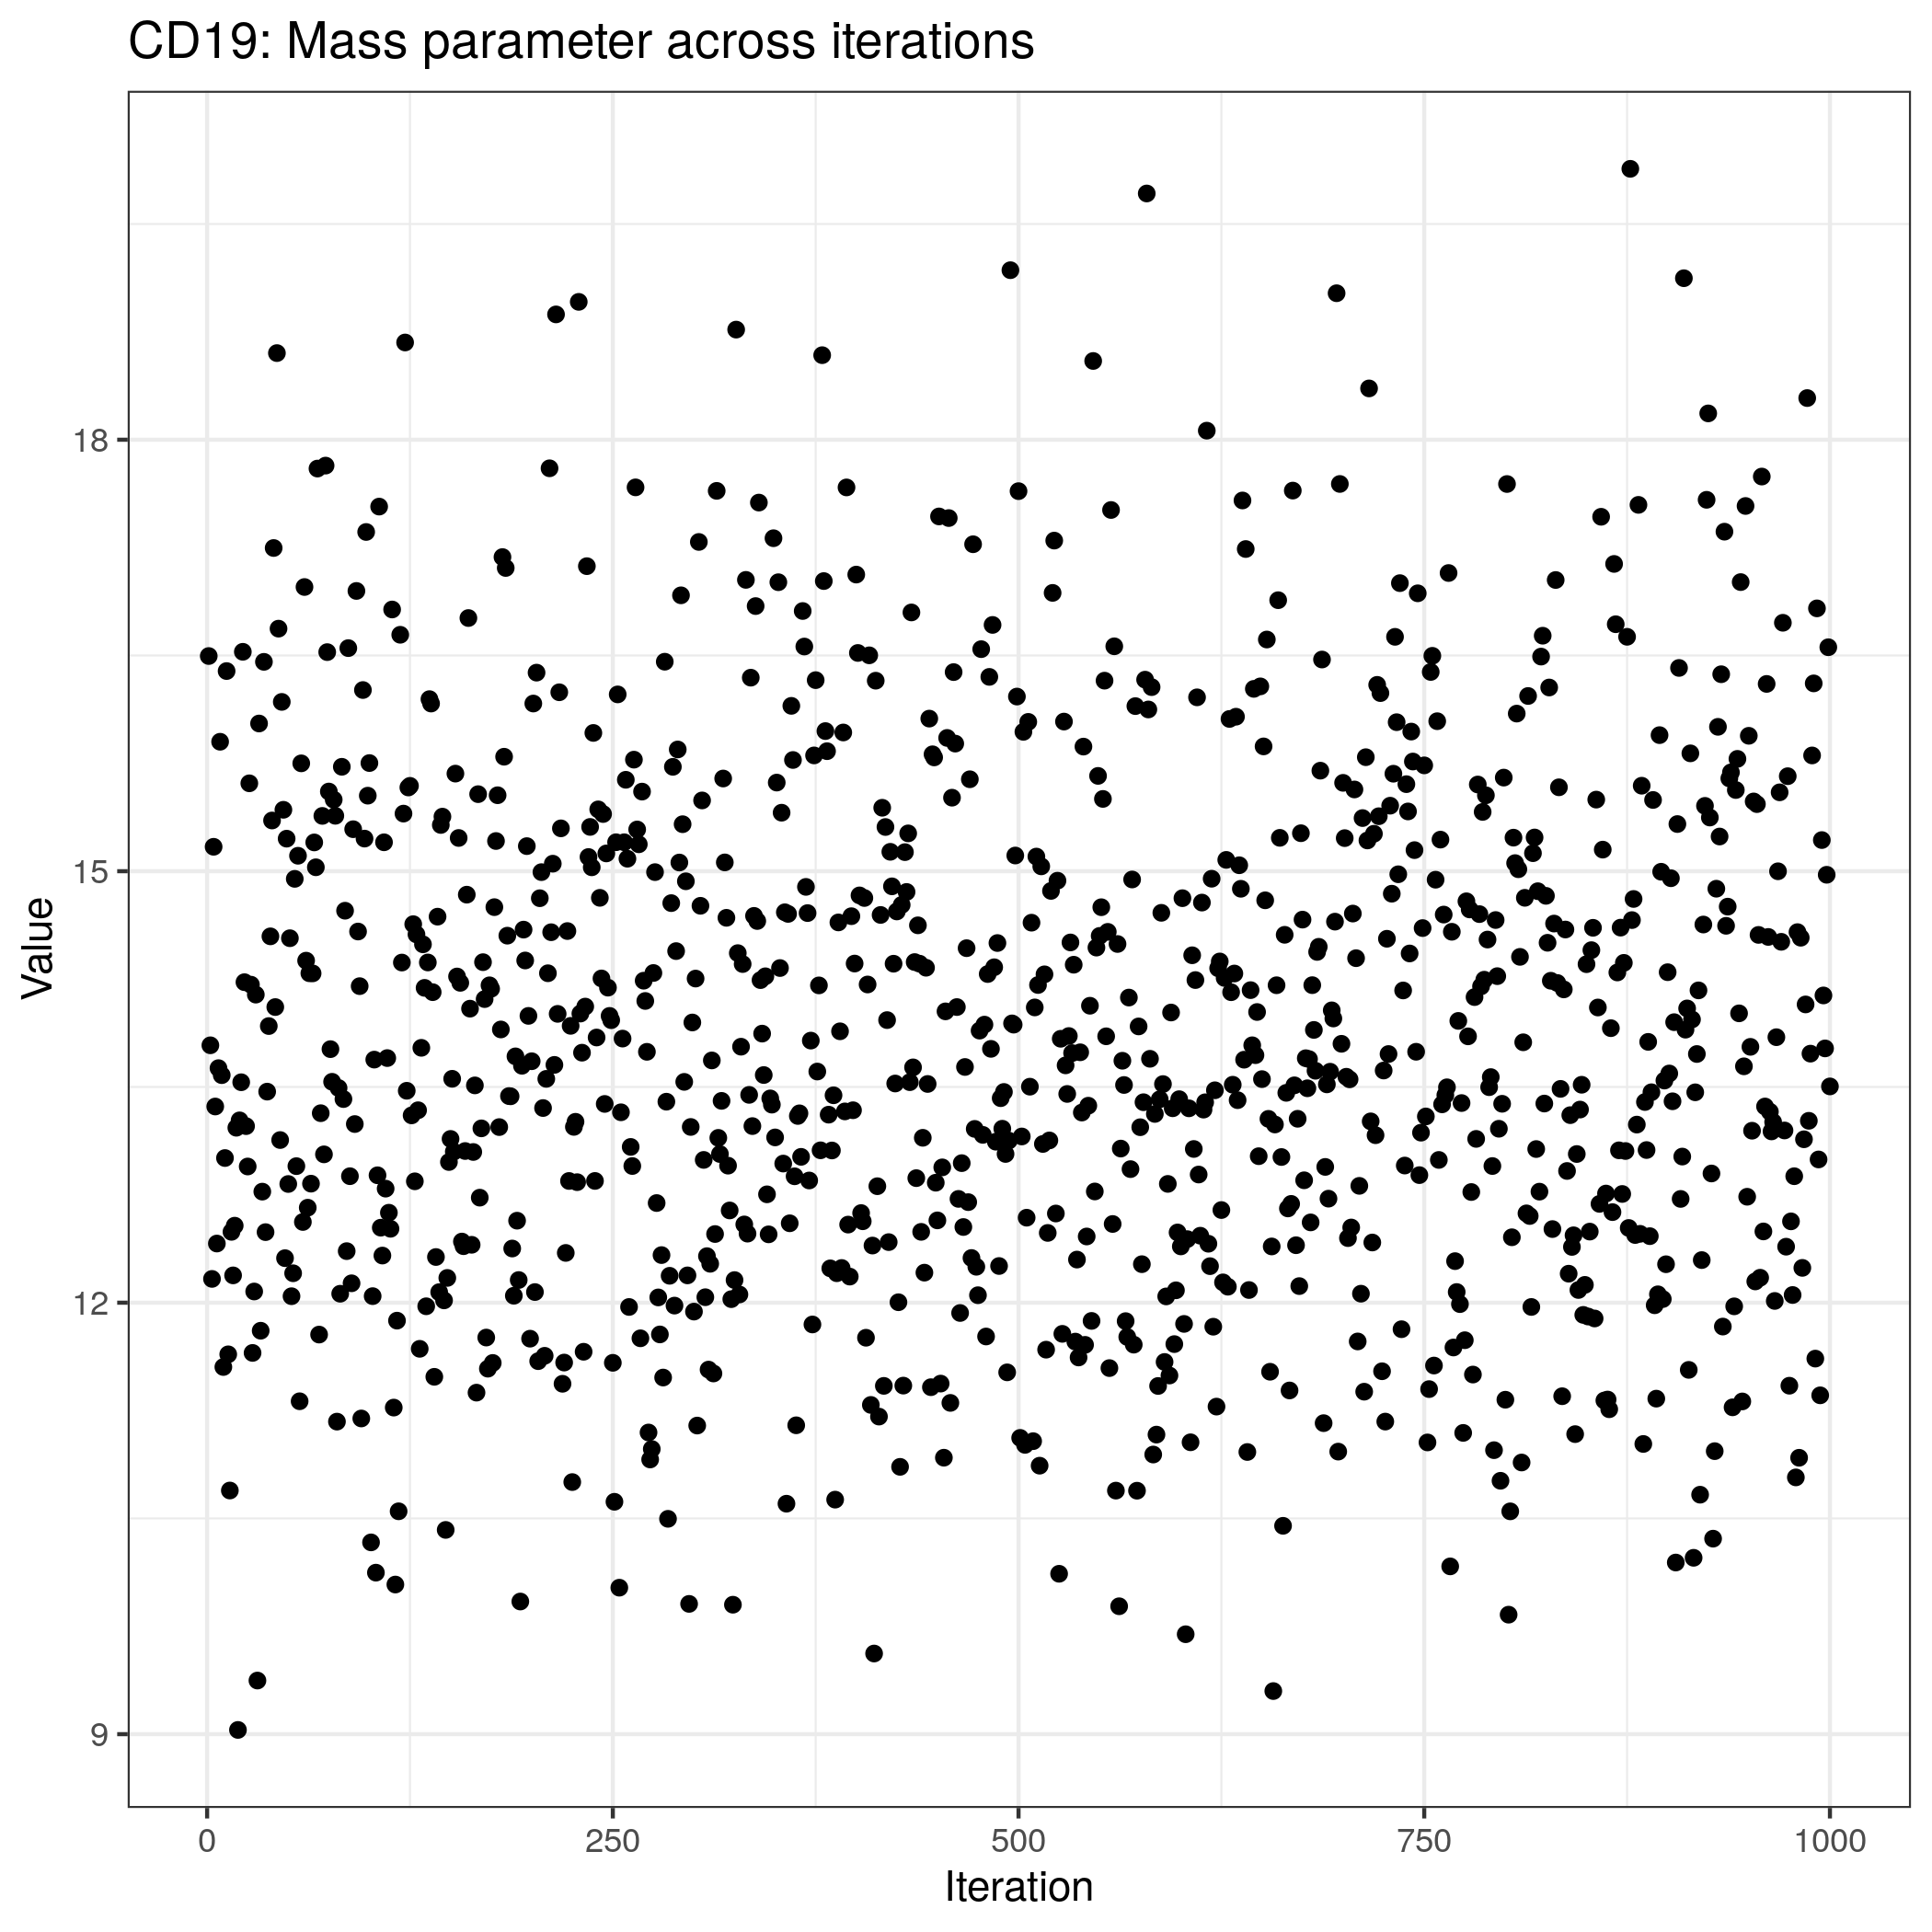 CD19: Mass parameter across iterations
Value
18
15
12
9
0 250 500 750 1000
Iteration